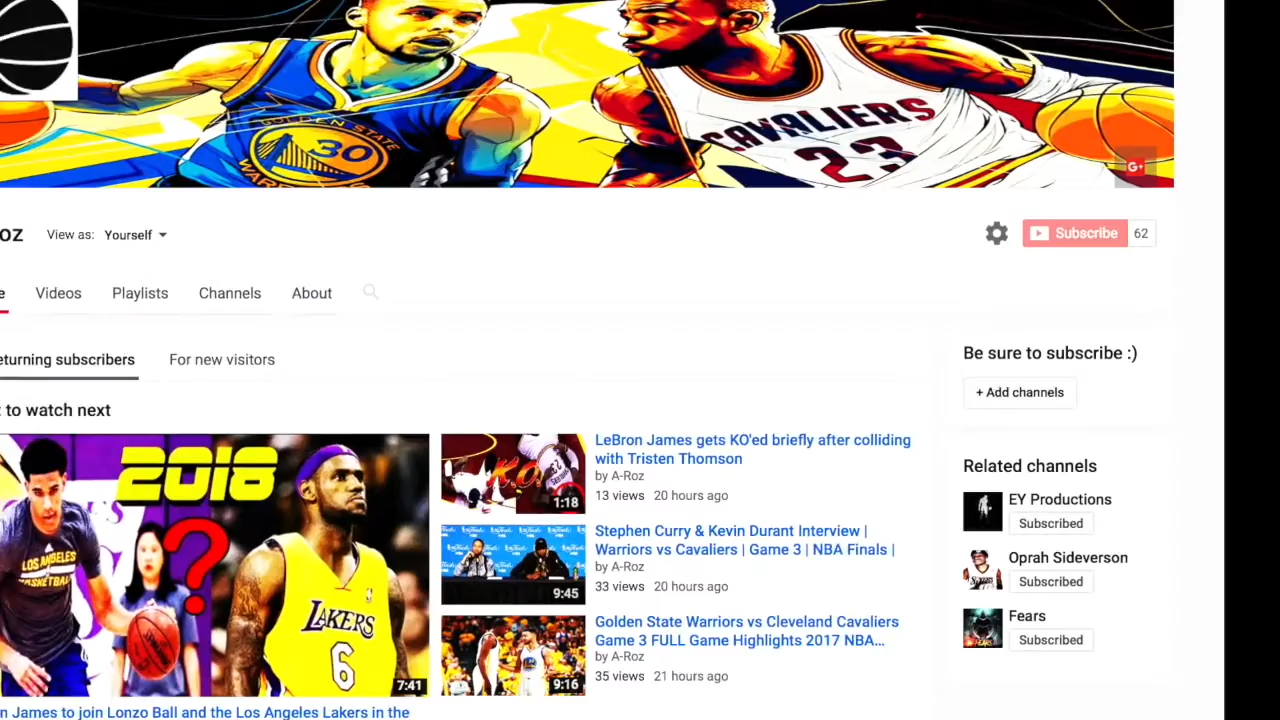 GOLDEN STATE
30
WARR
CAVALIERS
23
G+
OZ View as: Yourself
Subscribe 62
e Videos Playlists Channels About
eturning subscribers For new visitors
Be sure to subscribe :)
+ Add channels
t to watch next
2018
?
LOS ANGELES
BASKETBALL
LAKERS
6
7:41
n James to join Lonzo Ball and the Los Angeles Lakers in the
K.O.
1:18
LeBron James gets KO'ed briefly after colliding
with Tristen Thomson
by A-Roz
13 views 20 hours ago
9:45
Stephen Curry & Kevin Durant Interview |
Warriors vs Cavaliers | Game 3 | NBA Finals |
by A-Roz
33 views 20 hours ago
9:16
Golden State Warriors vs Cleveland Cavaliers
Game 3 FULL Game Highlights 2017 NBA...
by A-Roz
35 views 21 hours ago
Related channels
EY Productions
Subscribed
Oprah Sideverson
Subscribed
Fears
Subscribed